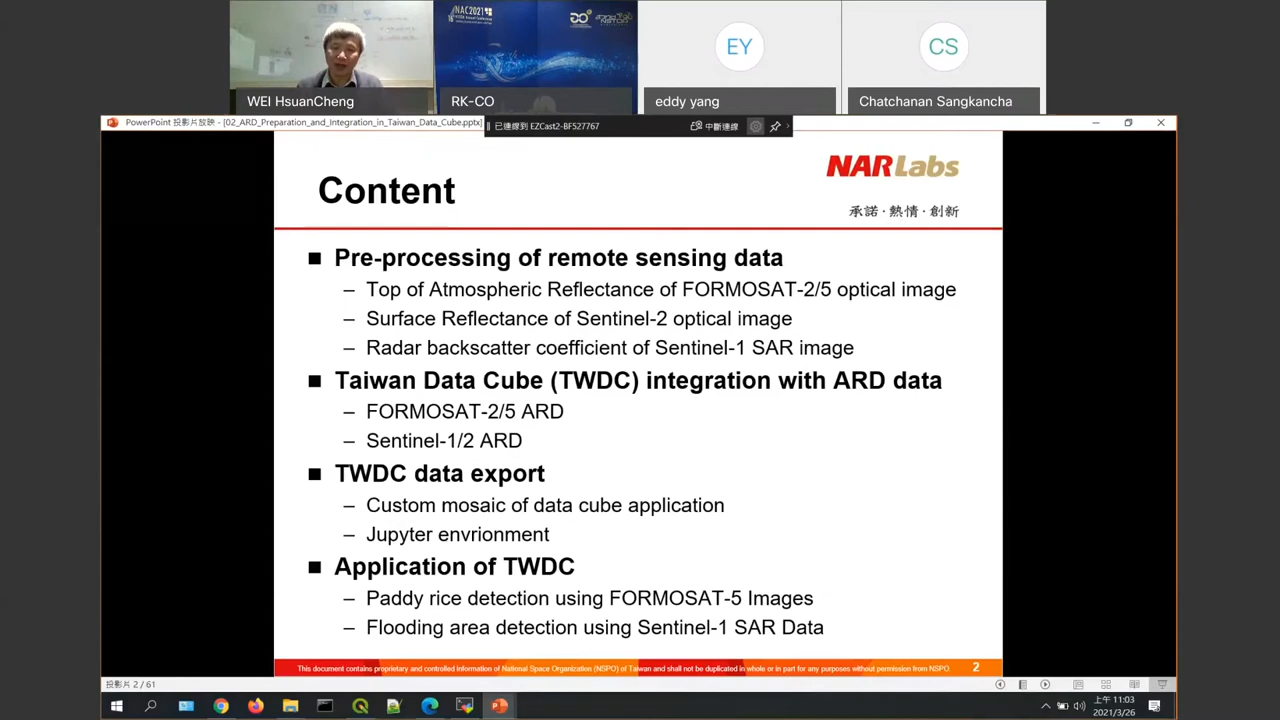 NAC2021
NSTDA
EY
CS
WEI HsuanCheng
RK-CO
eddy yang
Chatchanan Sangkancha
PowerPoint 投影片放映 - [02_ARD_Preparation_and_Integration_in_Taiwan_Data_Cube.pptx]
已連線到 EZCast2-BF527767
中斷連線
NARLabs
承諾·熱情·創新
Content
■ Pre-processing of remote sensing data
– Top of Atmospheric Reflectance of FORMOSAT-2/5 optical image
– Surface Reflectance of Sentinel-2 optical image
– Radar backscatter coefficient of Sentinel-1 SAR image
■ Taiwan Data Cube (TWDC) integration with ARD data
– FORMOSAT-2/5 ARD
– Sentinel-1/2 ARD
■ TWDC data export
– Custom mosaic of data cube application
– Jupyter envrionment
■ Application of TWDC
– Paddy rice detection using FORMOSAT-5 Images
– Flooding area detection using Sentinel-1 SAR Data
This document contains proprietary and controlled information of National Space Organization (NSPO) of Taiwan and shall not be duplicated in whole or in part for any purposes without permission from NSPO.
2
投影片 2 / 61
上午 11:03
2021/3/26